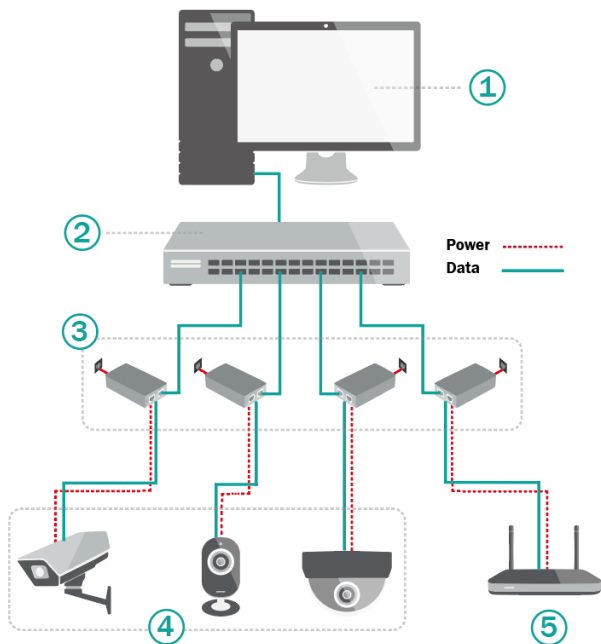 ①
②
Power
Data
③
④
⑤